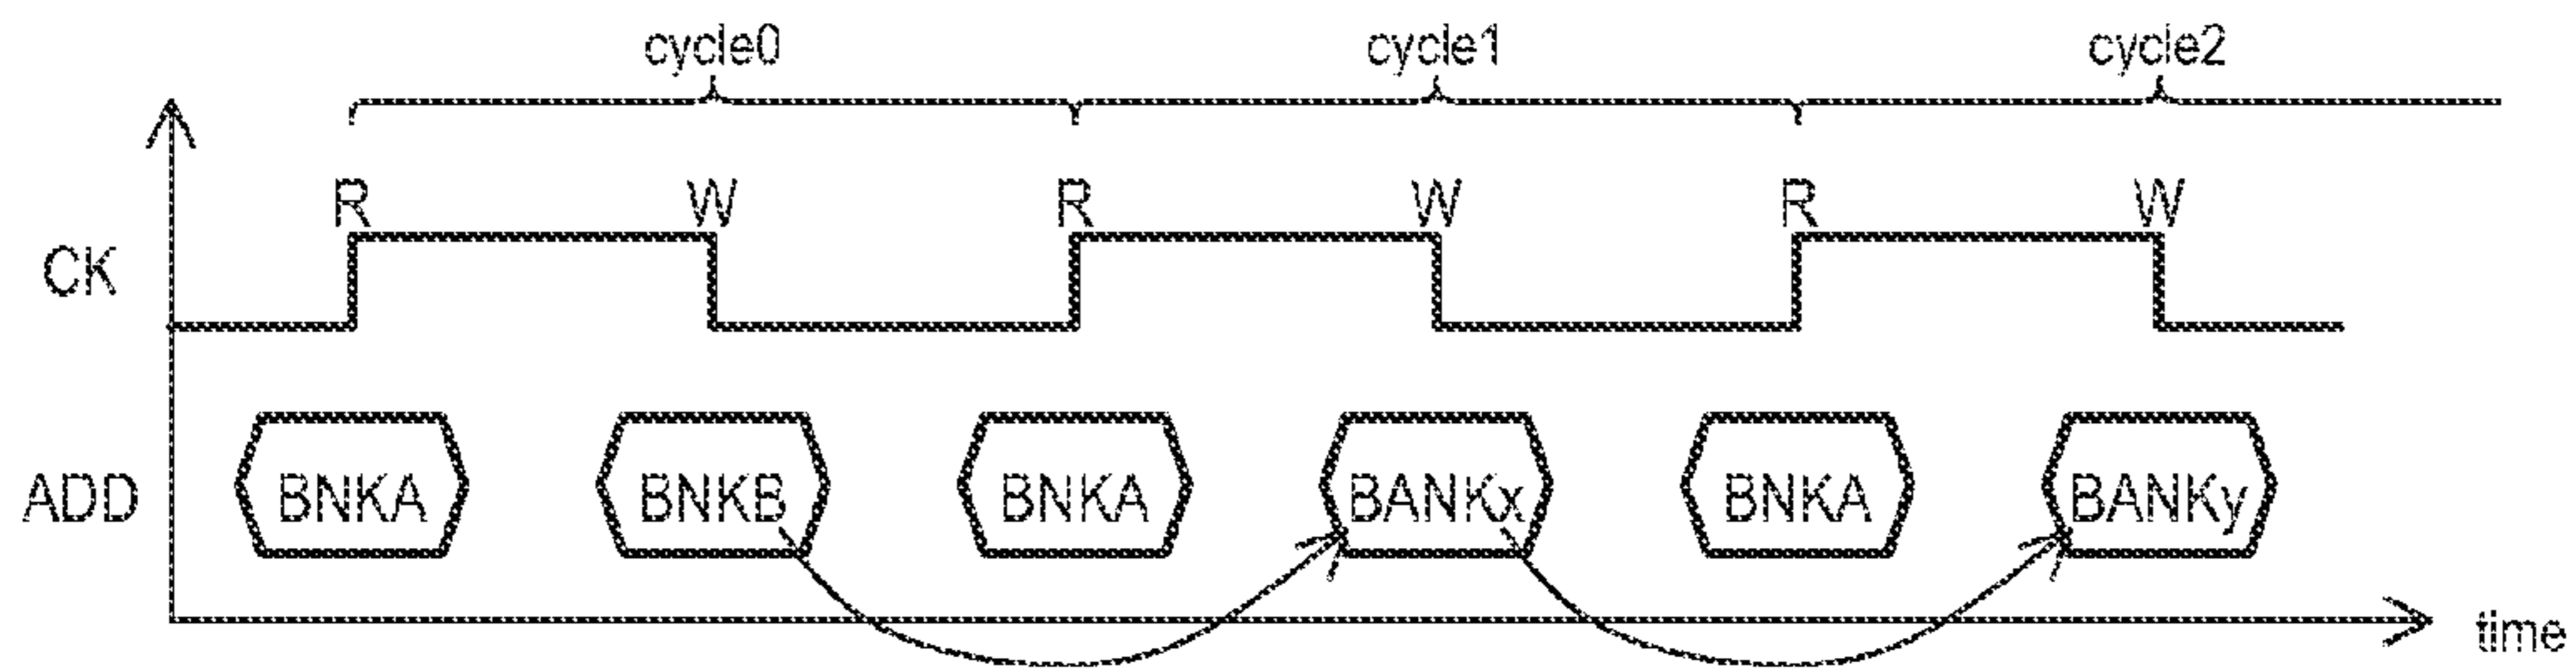 cycle0 cycle1 cycle2
R W R W R W
CK
ADD BNKA BNKB BNKA BANKx BNKA BANKy
time